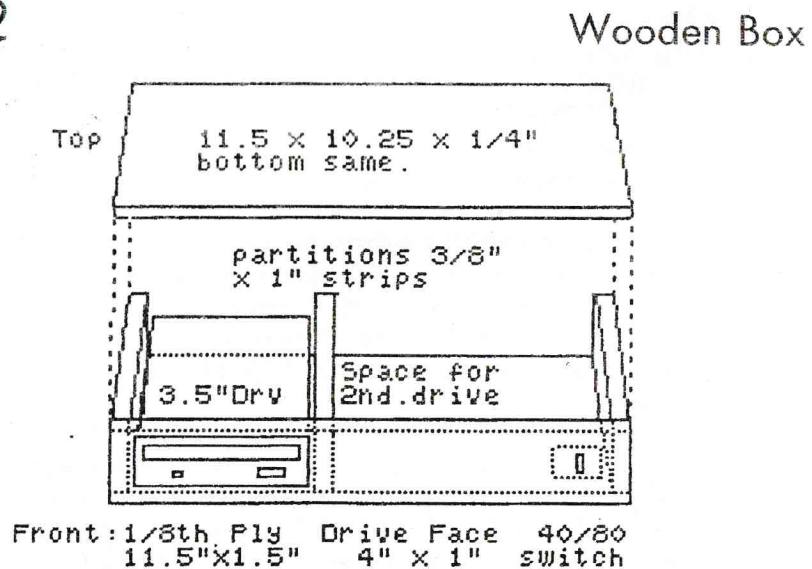 2
Wooden Box
Top
11.5 x 10.25 x 1/4"
bottom same.
partitions 3/8"
x 1" strips
3.5"Drv
Space for
2nd.drive
Front:1/8th Ply
11.5"X1.5"
Drive Face
4" x 1"
40/80
switch